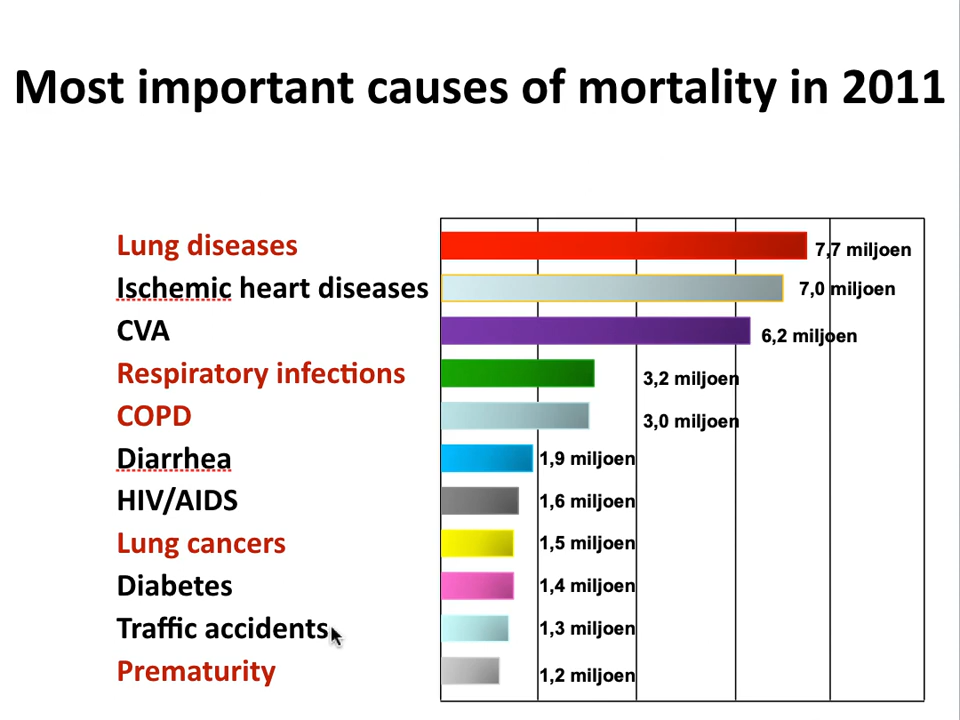 Most important causes of mortality in 2011
Lung diseases 7,7 miljoen
Ischemic heart diseases 7,0 miljoen
CVA 6,2 miljoen
Respiratory infections 3,2 miljoen
COPD 3,0 miljoen
Diarrhea 1,9 miljoen
HIV/AIDS 1,6 miljoen
Lung cancers 1,5 miljoen
Diabetes 1,4 miljoen
Traffic accidents 1,3 miljoen
Prematurity 1,2 miljoen